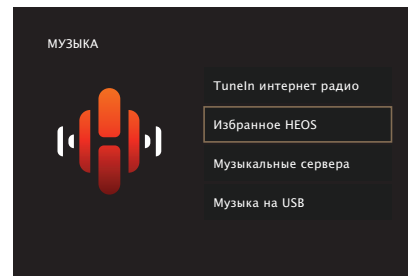 МУЗЫКА
TuneIn интернет радио
Избранное HEOS
Музыкальные сервера
Музыка на USB